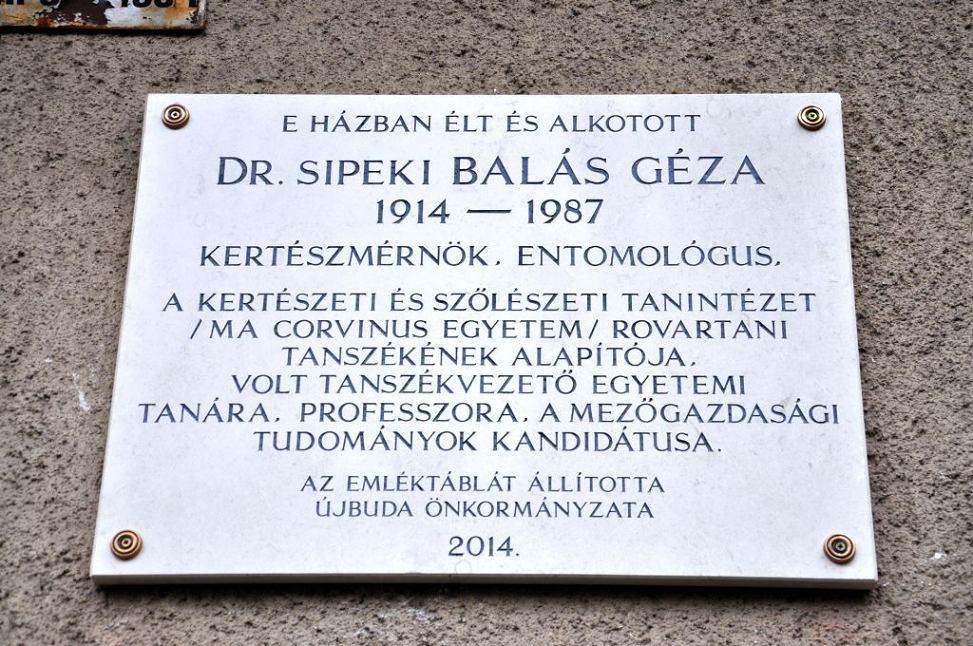 E HÁZBAN ÉLT ÉS ALKOTOTT
DR. SIPEKI BALÁS GÉZA
1914 — 1987
KERTÉSZMÉRNÖK, ENTOMOLÓGUS,
A KERTÉSZETI ÉS SZŐLÉSZETI TANINTÉZET
/MA CORVINUS EGYETEM/ ROVARTANI
TANSZÉKÉNEK ALAPÍTÓJA,
VOLT TANSZÉKVEZETŐ EGYETEMI
TANÁRA, PROFESSZORA, A MEZŐGAZDASÁGI
TUDOMÁNYOK KANDIDÁTUSA.
AZ EMLÉKTÁBLÁT ÁLLÍTOTTA
ÚJBUDA ÖNKORMÁNYZATA
2014.